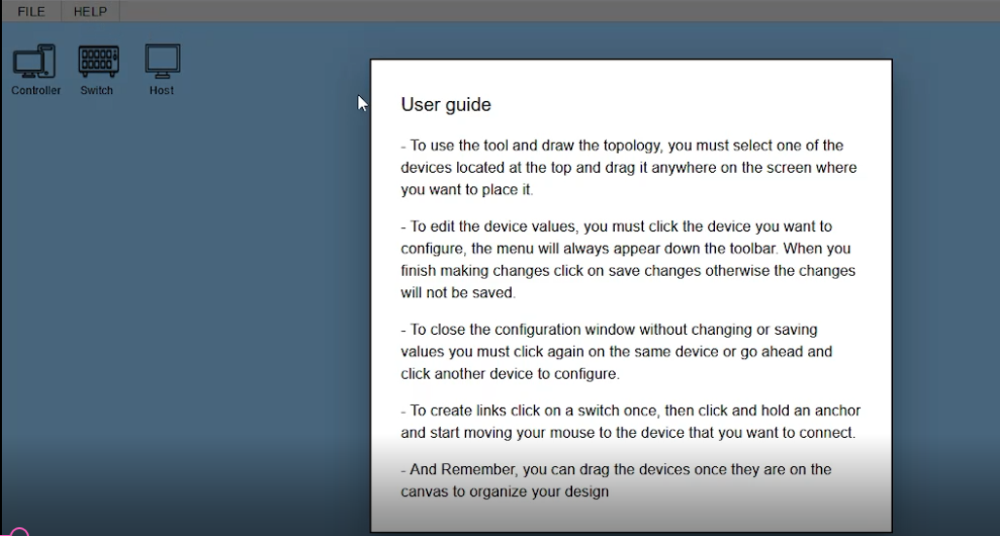 FILE HELP
Controller Switch Host
User guide
- To use the tool and draw the topology, you must select one of the
devices located at the top and drag it anywhere on the screen where
you want to place it.
- To edit the device values, you must click the device you want to
configure, the menu will always appear down the toolbar. When you
finish making changes click on save changes otherwise the changes
will not be saved.
- To close the configuration window without changing or saving
values you must click again on the same device or go ahead and
click another device to configure.
- To create links click on a switch once, then click and hold an anchor
and start moving your mouse to the device that you want to connect.
- And Remember, you can drag the devices once they are on the
canvas to organize your design